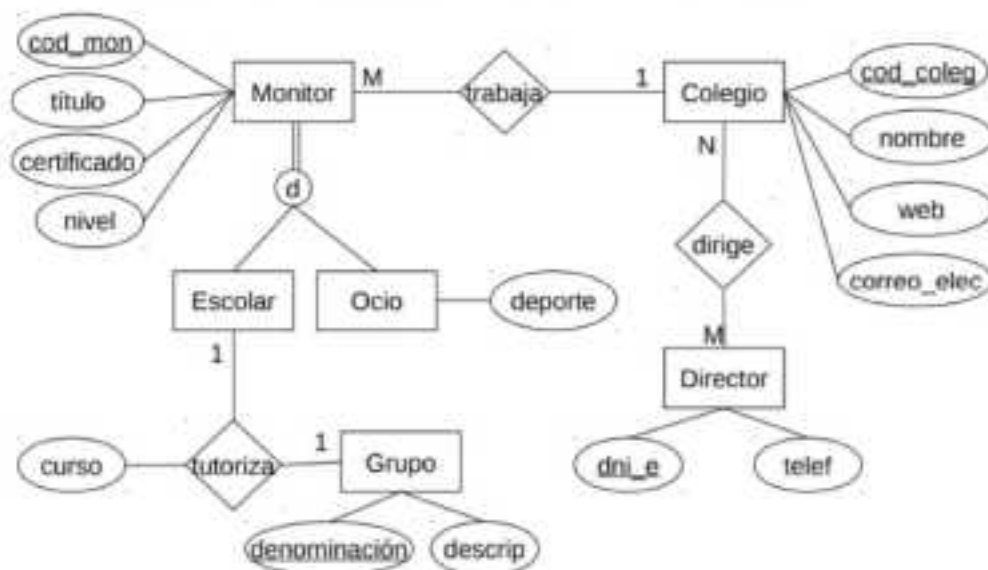 cod_mon
título
certificado
nivel
Monitor
M
trabaja
1
Colegio
cod_coleg
nombre
web
correo_elec
d
N
dirige
M
Director
dni_e
telef
Escolar
Ocio
deporte
1
curso
tutoriza
1
Grupo
denominación
descrip